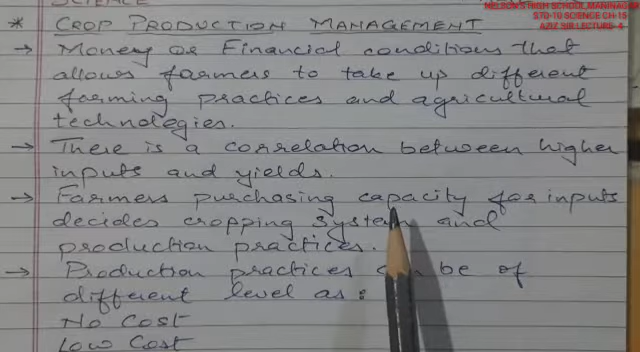 SCIENCE
NELSON'S HIGH SCHOOL, MANINAGAR
STD-10 SCIENCE CH-15
AZIZ SIR LECTURE-4
* CROP PRODUCTION MANAGEMENT
→ Money or Financial conditions that
allows farmers to take up different
farming practices and agricultural
technologies.
→ There is a correlation between higher
inputs and yields.
→ Farmers purchasing capacity for inputs
decides cropping system and
production practices.
→ Production practices be of
different level as:
No Cost
Low Cost